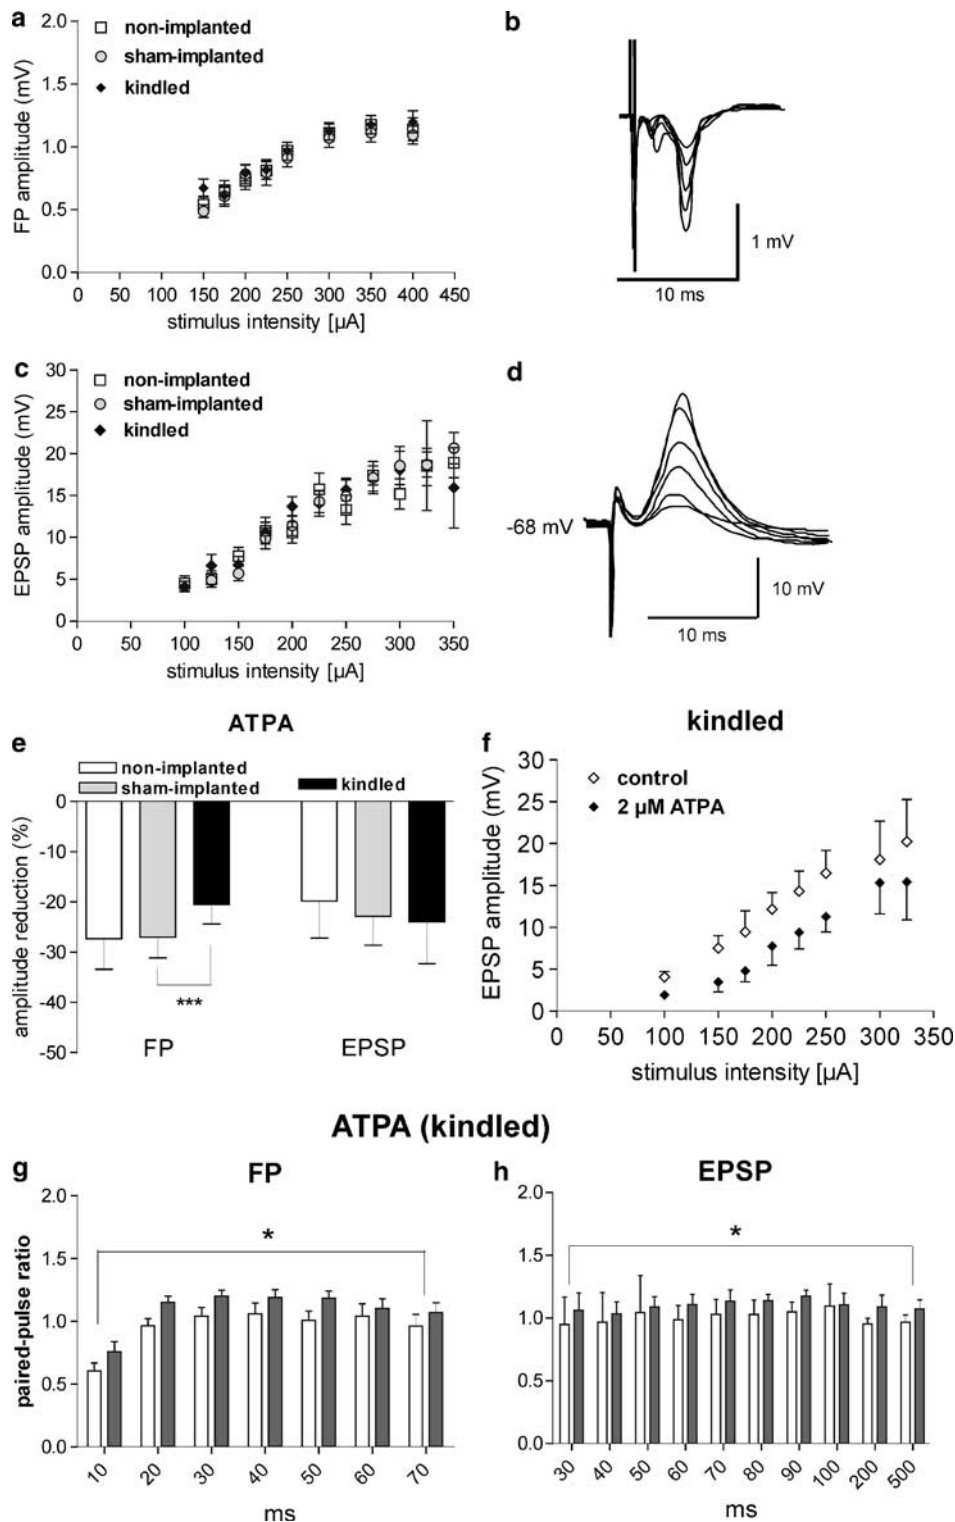 a
non-implanted
sham-implanted
kindled
FP amplitude (mV)
2.0
1.5
1.0
0.5
0.0
0 50 100 150 200 250 300 350 400 450
stimulus intensity [µA]
b
1 mV
10 ms
c
non-implanted
sham-implanted
kindled
EPSP amplitude (mV)
30
25
20
15
10
5
0
0 50 100 150 200 250 300 350
stimulus intensity [µA]
d
-68 mV
10 mV
10 ms
ATPA
e
non-implanted
sham-implanted
kindled
amplitude reduction (%)
0
-10
-20
-30
-40
-50
***
FP
EPSP
kindled
f
control
2 µM ATPA
EPSP amplitude (mV)
30
25
20
15
10
5
0
0 50 100 150 200 250 300 350
stimulus intensity [µA]
ATPA (kindled)
g
FP
paired-pulse ratio
2.0
1.5
1.0
0.5
0.0
*
10 20 30 40 50 60 70
ms
h
EPSP
2.0
1.5
1.0
0.5
0.0
*
30 40 50 60 70 80 90 100 200 500
ms